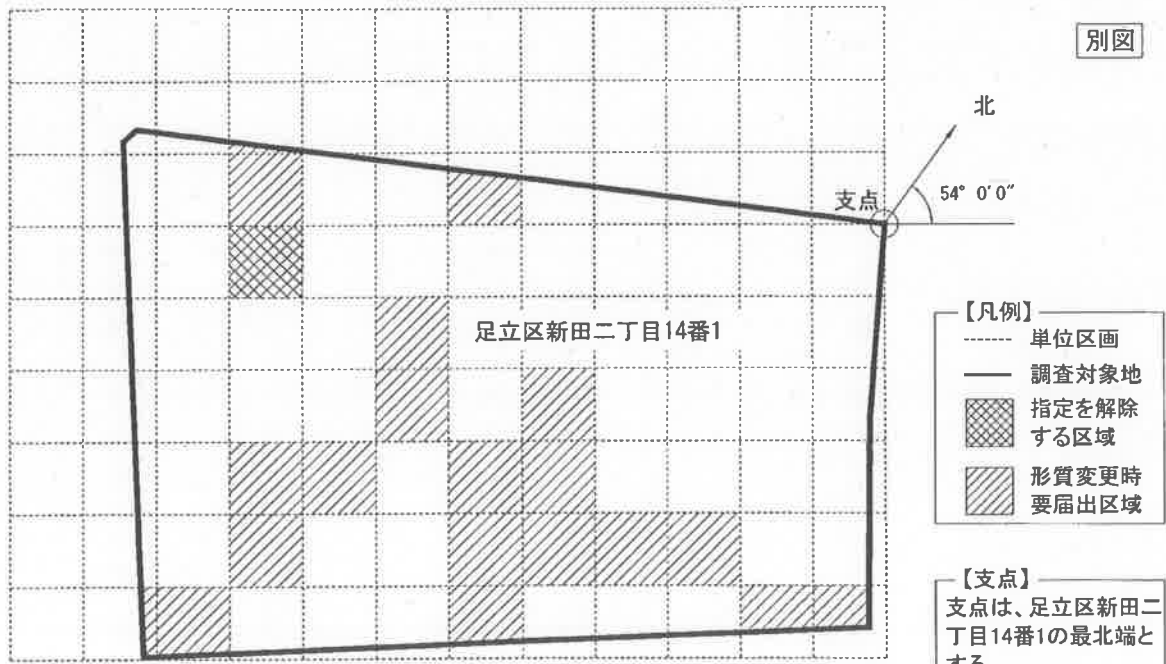 別図
北
支点
54° 0'0"
足立区新田二丁目14番1
【凡例】
単位区画
調査対象地
指定を解除
する区域
形質変更時
要届出区域
【支点】
支点は、足立区新田二
丁目14番1の最北端と
する